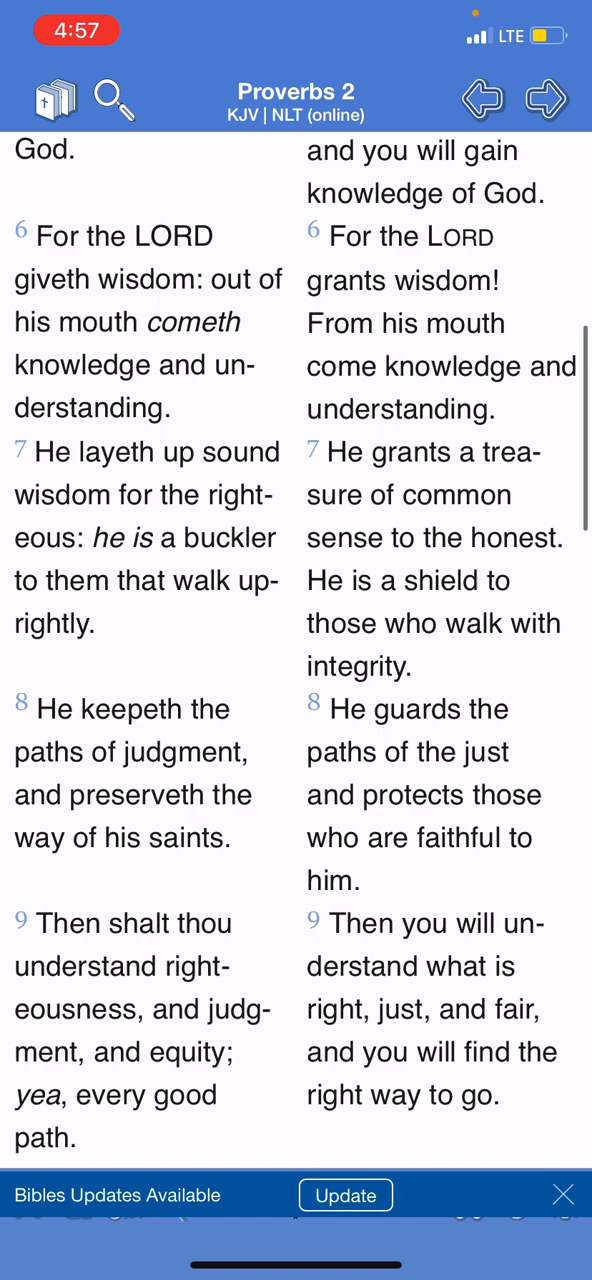 4:57
LTE
Proverbs 2
KJV | NLT (online)
God.
6 For the LORD
giveth wisdom: out of
his mouth cometh
knowledge and un-
derstanding.
7 He layeth up sound
wisdom for the right-
eous: he is a buckler
to them that walk up-
rightly.
8 He keepeth the
paths of judgment,
and preserveth the
way of his saints.
9 Then shalt thou
understand right-
eousness, and judg-
ment, and equity;
yea, every good
path.
and you will gain
knowledge of God.
6 For the LORD
grants wisdom!
From his mouth
come knowledge and
understanding.
7 He grants a trea-
sure of common
sense to the honest.
He is a shield to
those who walk with
integrity.
8 He guards the
paths of the just
and protects those
who are faithful to
him.
9 Then you will un-
derstand what is
right, just, and fair,
and you will find the
right way to go.
Bibles Updates Available
Update